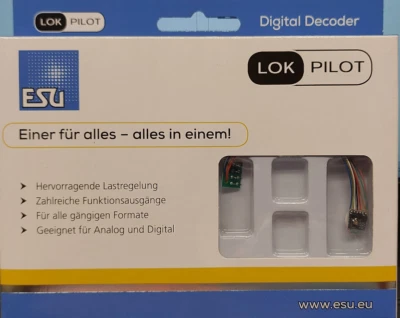 LOK PILOT
Digital Decoder
LOK PILOT
ESU
Einer für alles – alles in einem!
Hervorragende Lastregelung
Zahlreiche Funktionsausgänge
Für alle gängigen Formate
Geeignet für Analog und Digital
www.esu.eu